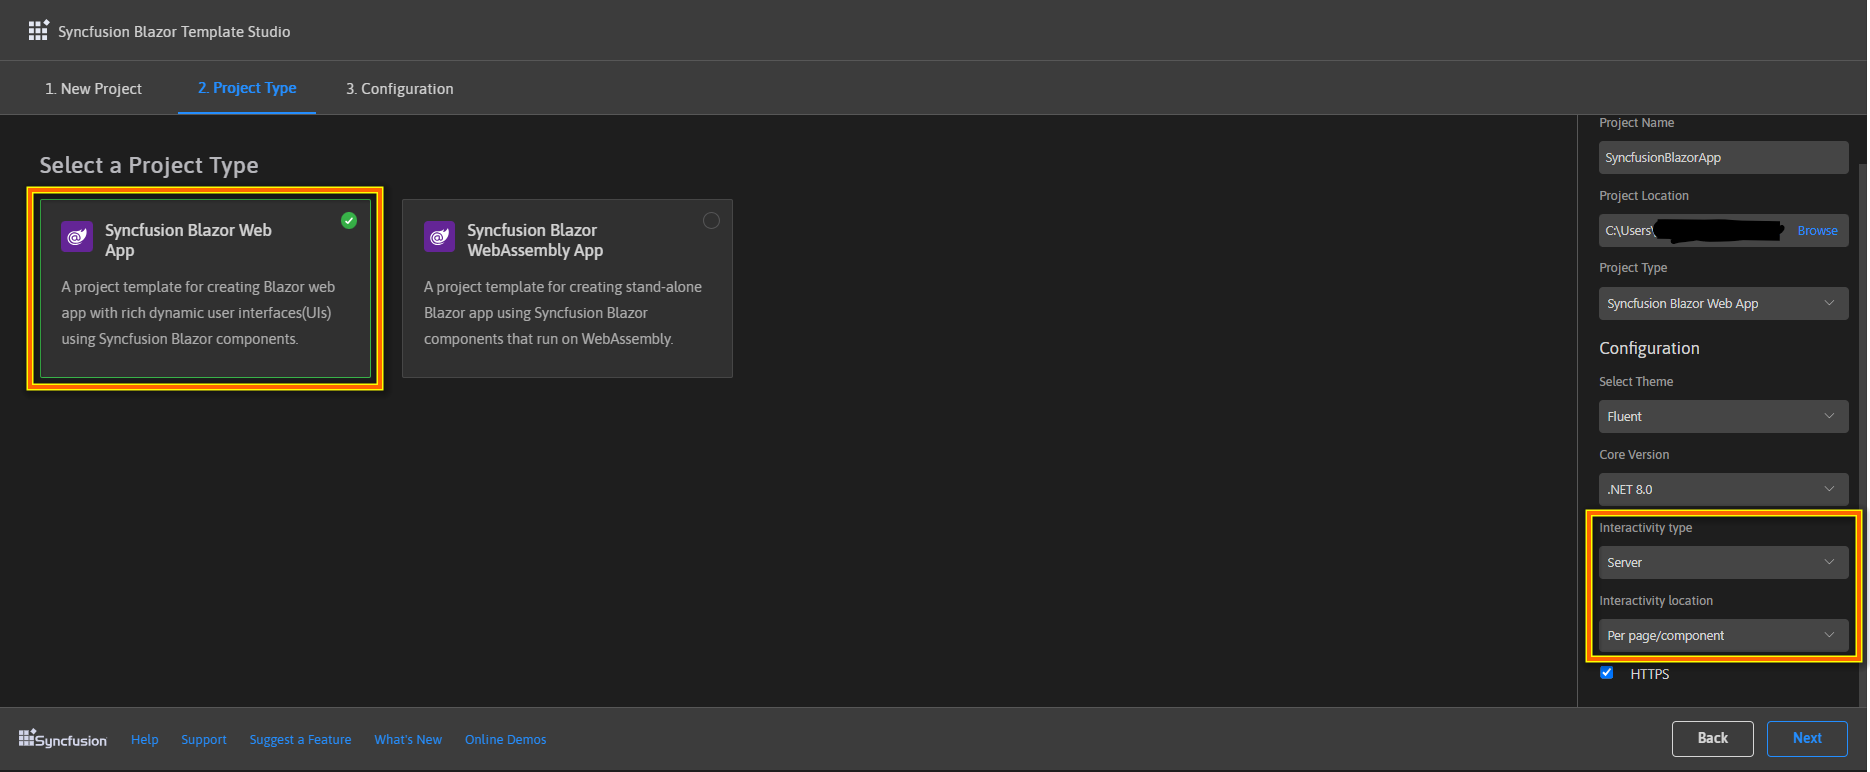 Syncfusion Blazor Template Studio
1. New Project
2. Project Type
3. Configuration
Select a Project Type
Syncfusion Blazor Web
App
A project template for creating Blazor web
app with rich dynamic user interfaces(UIs)
using Syncfusion Blazor components.
Syncfusion Blazor
WebAssembly App
A project template for creating stand-alone
Blazor app using Syncfusion Blazor
components that run on WebAssembly.
Project Name
SyncfusionBlazorApp
Project Location
C:\Users\
Browse
Project Type
Syncfusion Blazor Web App
Configuration
Select Theme
Fluent
Core Version
.NET 8.0
Interactivity type
Server
Interactivity location
Per page/component
HTTPS
Syncfusion
Help
Support
Suggest a Feature
What's New
Online Demos
Back
Next